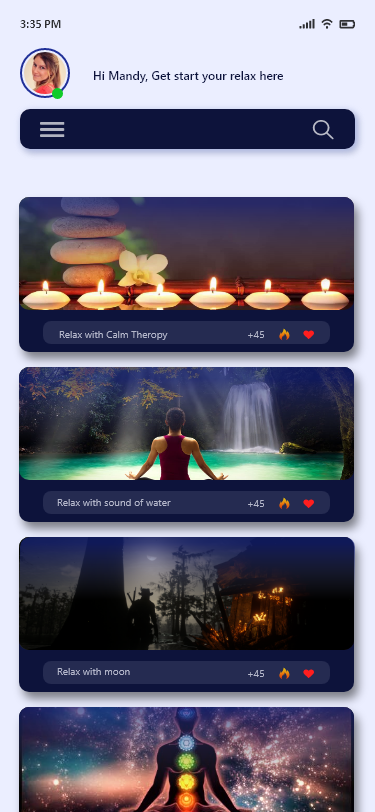 3:35 PM
Hi Mandy, Get start your relax here
Relax with Calm Theropy +45
Relax with sound of water +45
Relax with moon +45